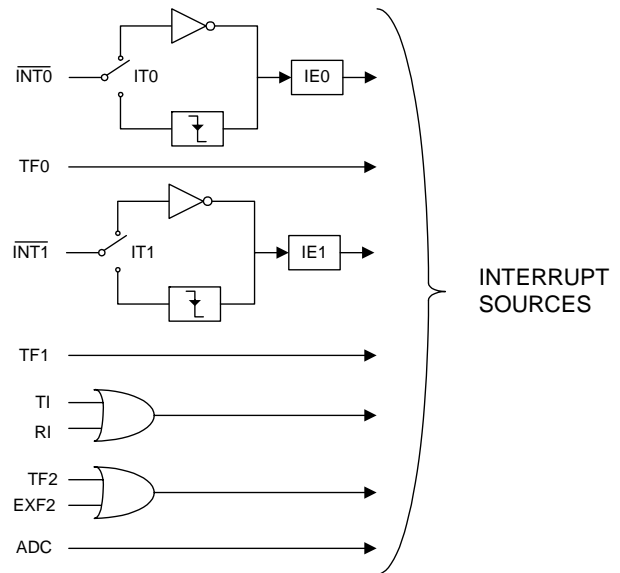 INT0
IT0
IE0
TF0
INT1
IT1
IE1
INTERRUPT
SOURCES
TF1
TI
RI
TF2
EXF2
ADC